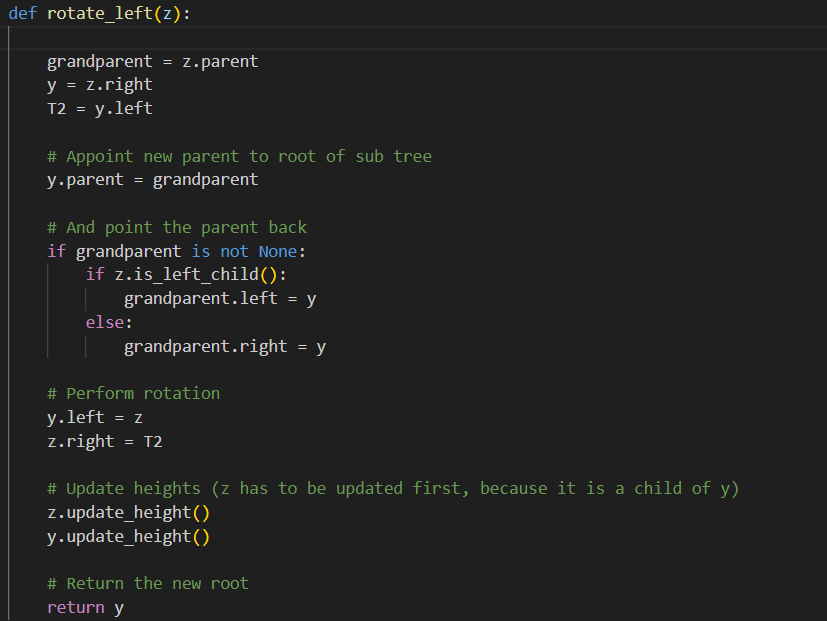 def rotate_left(z):
grandparent = z.parent
y = z.right
T2 = y.left
# Appoint new parent to root of sub tree
y.parent = grandparent
# And point the parent back
if grandparent is not None:
if z.is_left_child():
grandparent.left = y
else:
grandparent.right = y
# Perform rotation
y.left = z
z.right = T2
# Update heights (z has to be updated first, because it is a child of y)
z.update_height()
y.update_height()
# Return the new root
return y